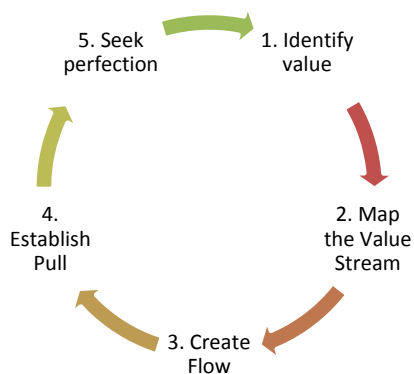 1. Identify
value
2. Map
the Value
Stream
3. Create
Flow
4.
Establish
Pull
5. Seek
perfection